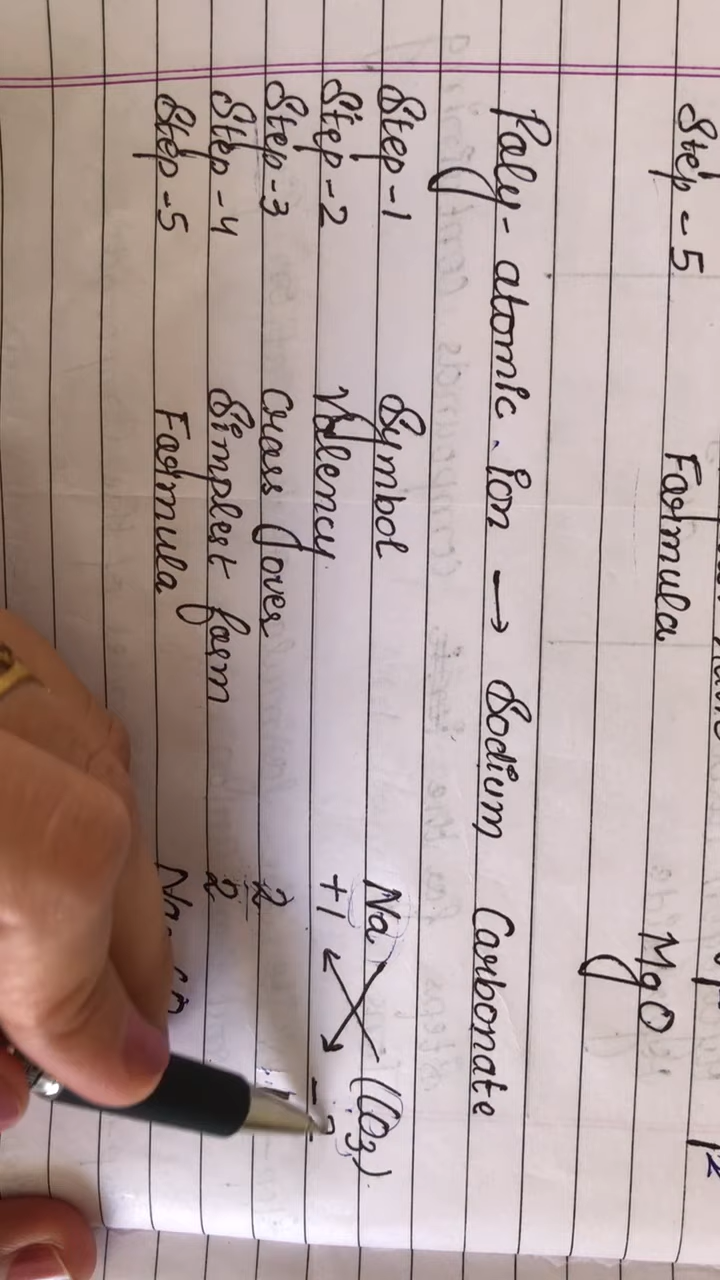 Step - 5 Formula MgO
Poly - atomic ion → Sodium Carbonate
Step - 1 Symbol Na (CO3)
Step - 2 Valency +1
Step - 3 Cross over 2
Step - 4 Simplest form 2
Step - 5 Formula